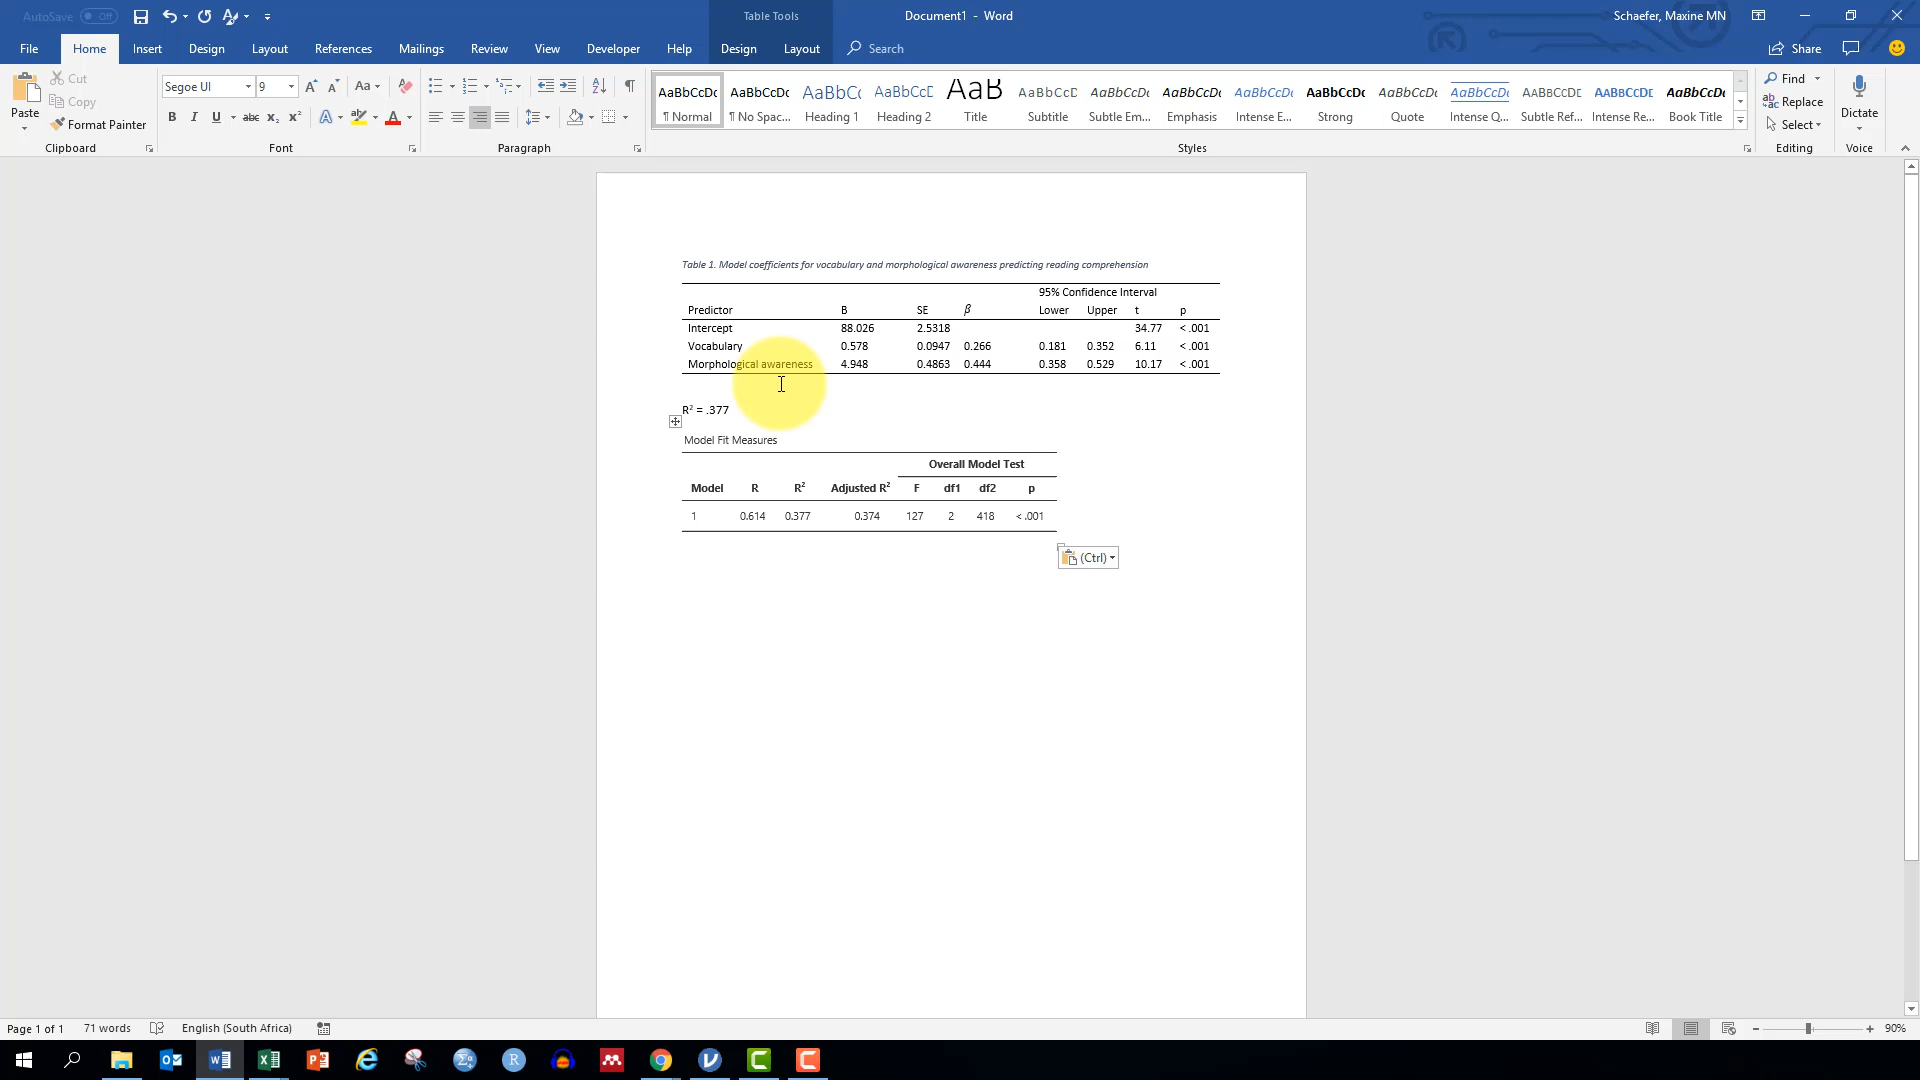 AutoSave Off
Table Tools
Document1 - Word
Schaefer, Maxine MN
File Home Insert Design Layout References Mailings Review View Developer Help Design Layout Search
Share
Paste
Cut
Copy
Format Painter
Clipboard
Segoe UI 9
Font
Paragraph
AaBbCcDc AaBbCcDc AaBbCc AaBbCcE AaB AaBbCcD AaBbCcDc AaBbCcDc AaBbCcDc AaBbCcDc AaBbCcDc AaBbCcDc AABBCCDE AABBCCDE AaBbCcDc
¶ Normal ¶ No Spac... Heading 1 Heading 2 Title Subtitle Subtle Em... Emphasis Intense E... Strong Quote Intense Q... Subtle Ref... Intense Re... Book Title
Styles
Find
Replace
Select
Editing
Dictate
Voice
Table 1. Model coefficients for vocabulary and morphological awareness predicting reading comprehension
95% Confidence Interval
Predictor B SE β Lower Upper t p
Intercept 88.026 2.5318 34.77 < .001
Vocabulary 0.578 0.0947 0.266 0.181 0.352 6.11 < .001
Morphological awareness 4.948 0.4863 0.444 0.358 0.529 10.17 < .001
R² = .377
Model Fit Measures
Overall Model Test
Model R R² Adjusted R² F df1 df2 p
1 0.614 0.377 0.374 127 2 418 < .001
(Ctrl)
Page 1 of 1 71 words English (South Africa) 90%